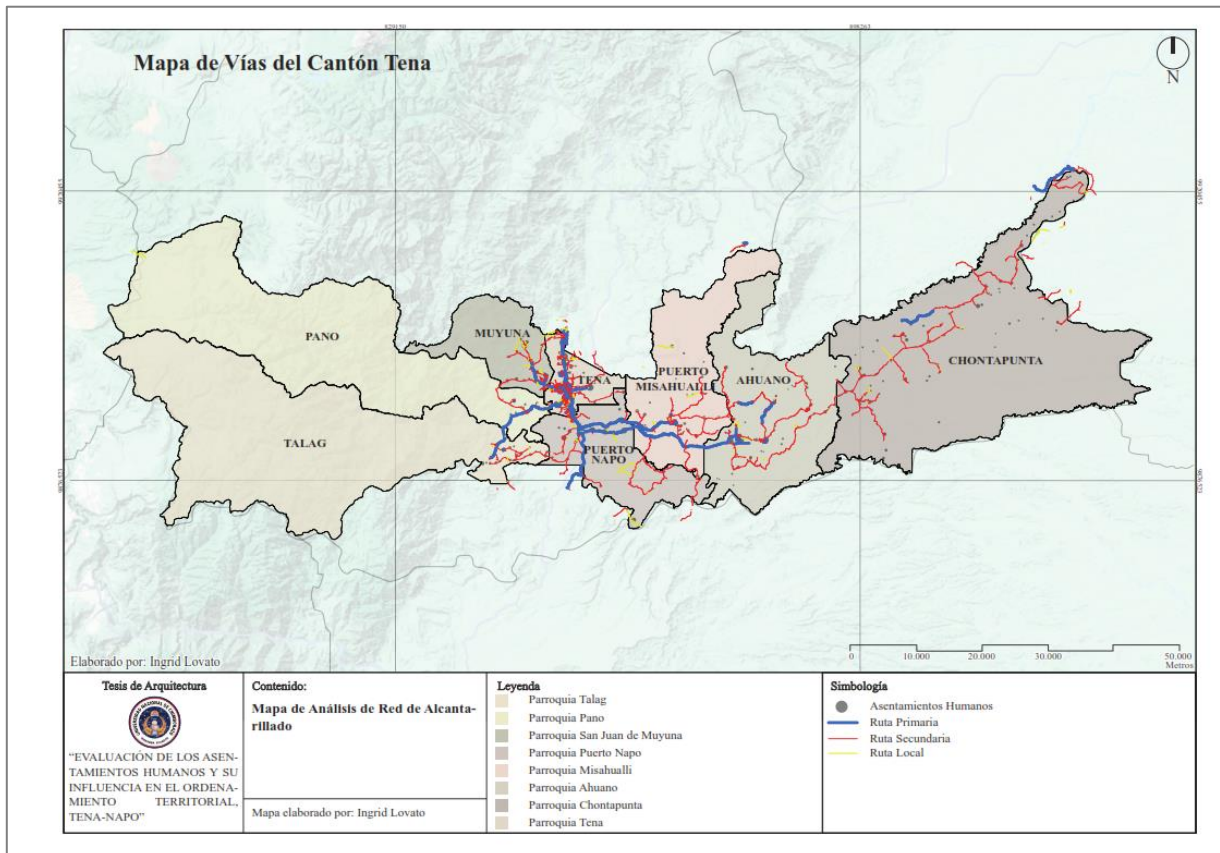 Mapa de Vías del Cantón Tena
N
PANO
MUYUNA
TENA
PUERTO
MISAHUALLI
AHUANO
CHONTAPUNTA
TALAG
PUERTO
NAPO
Elaborado por: Ingrid Lovato
0 10.000 20.000 30.000 50.000
Metros
Tesis de Arquitectura
"EVALUACIÓN DE LOS ASEN-
TAMIENTOS HUMANOS Y SU
INFLUENCIA EN EL ORDENA-
MIENTO TERRITORIAL,
TENA-NAPO"
Contenido:
Mapa de Análisis de Red de Alcanta-
rillado
Mapa elaborado por: Ingrid Lovato
Leyenda
Parroquia Talag
Parroquia Pano
Parroquia San Juan de Muyuna
Parroquia Puerto Napo
Parroquia Misahualli
Parroquia Ahuano
Parroquia Chontapunta
Parroquia Tena
Simbología
Asentamientos Humanos
Ruta Primaria
Ruta Secundaria
Ruta Local